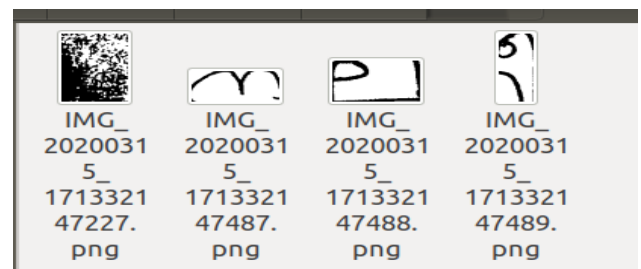 IMG_ IMG_ IMG_ IMG_
2020031 2020031 2020031 2020031
5_ 5_ 5_ 5_
1713321 1713321 1713321 1713321
47227. 47487. 47488. 47489.
png png png png